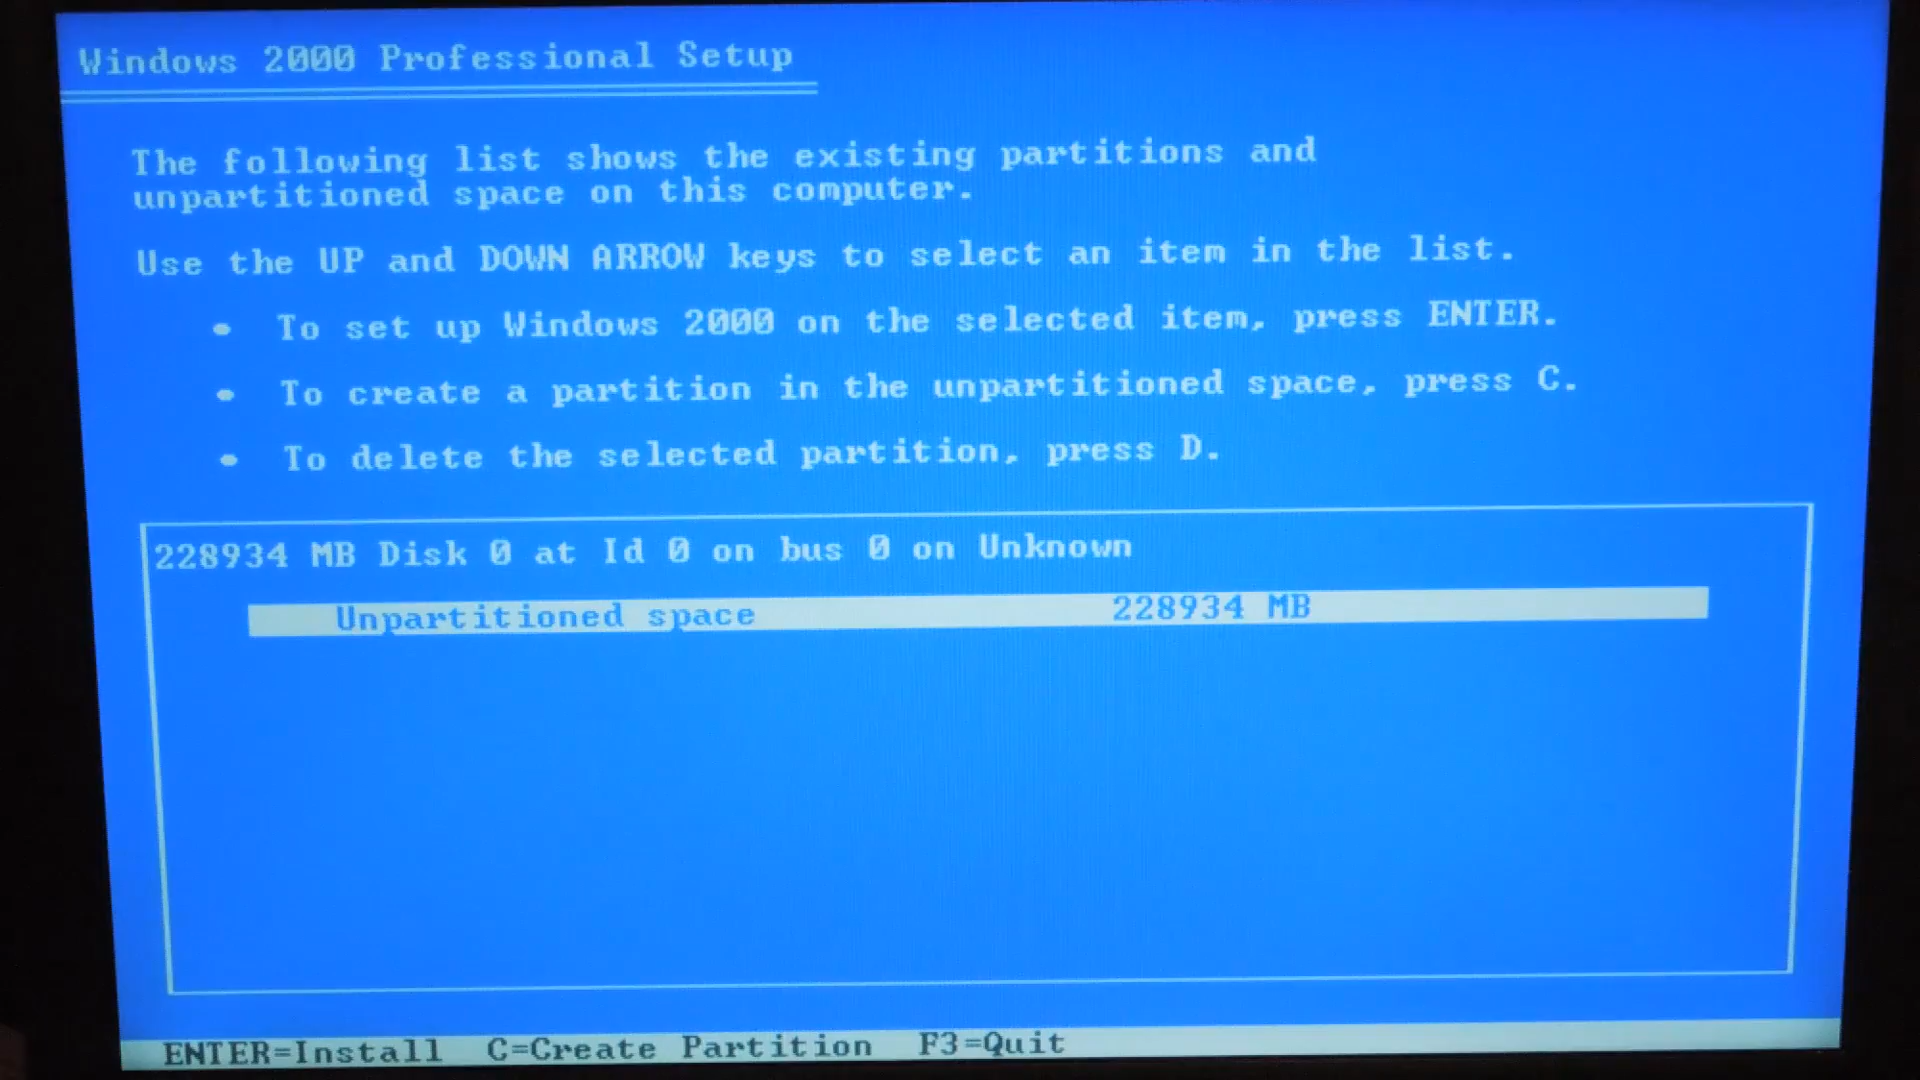 Windows 2000 Professional Setup
The following list shows the existing partitions and
unpartitioned space on this computer.
Use the UP and DOWN ARROW keys to select an item in the list.
• To set up Windows 2000 on the selected item, press ENTER.
• To create a partition in the unpartitioned space, press C.
• To delete the selected partition, press D.
228934 MB Disk 0 at Id 0 on bus 0 on Unknown
Unpartitioned space 228934 MB
ENTER=Install C=Create Partition F3=Quit